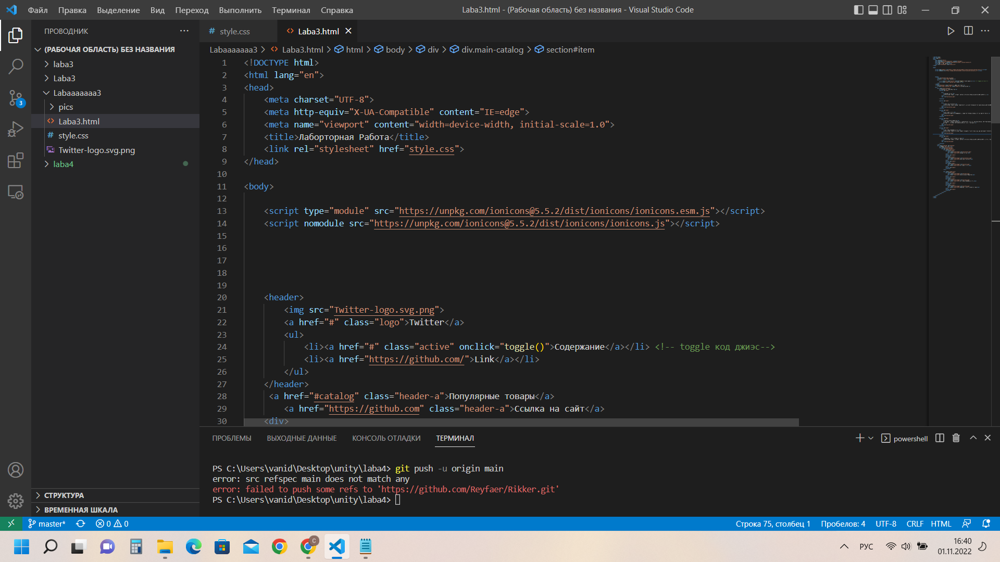 Файл Правка Выделение Вид Переход Выполнить Терминал Справка
Laba3.html - (Рабочая область) без названия - Visual Studio Code
ПРОВОДНИК
(РАБОЧАЯ ОБЛАСТЬ) БЕЗ НАЗВАНИЯ
laba3
Laba3
Labaaaaaaa3
pics
Laba3.html
# style.css
Twitter-logo.svg.png
laba4
3
СТРУКТУРА
ВРЕМЕННАЯ ШКАЛА
# style.css
Laba3.html
Labaaaaaaa3 > Laba3.html > html > body > div > div.main-catalog > section#item
1 <!DOCTYPE html>
2 <html lang="en">
3 <head>
4 <meta charset="UTF-8">
5 <meta http-equiv="X-UA-Compatible" content="IE=edge">
6 <meta name="viewport" content="width=device-width, initial-scale=1.0">
7 <title>Лаборторная Работа</title>
8 <link rel="stylesheet" href="style.css">
9 </head>
10
11 <body>
12
13 <script type="module" src="https://unpkg.com/ionicons@5.5.2/dist/ionicons/ionicons.esm.js"></script>
14 <script nomodule src="https://unpkg.com/ionicons@5.5.2/dist/ionicons/ionicons.js"></script>
15
16
17
18
19
20 <header>
21 <img src="Twitter-logo.svg.png">
22 <a href="#" class="logo">Twitter</a>
23 <ul>
24 <li><a href="#" class="active" onclick="toggle()">Содержание</a></li> <!-- toggle код джиэс-->
25 <li><a href="https://github.com/">Link</a></li>
26 </ul>
27 </header>
28 <a href="#catalog" class="header-a">Популярные товары</a>
29 <a href="https://github.com" class="header-a">Ссылка на сайт</a>
30 <div>
ПРОБЛЕМЫ ВЫХОДНЫЕ ДАННЫЕ КОНСОЛЬ ОТЛАДКИ ТЕРМИНАЛ
powershell
PS C:\Users\vanid\Desktop\unity\laba4> git push -u origin main
error: src refspec main does not match any
error: failed to push some refs to 'https://github.com/Reyfaer/Rikker.git'
PS C:\Users\vanid\Desktop\unity\laba4>
master* 0 0
Строка 75, столбец 1 Пробелов: 4 UTF-8 CRLF HTML
C
РУС
16:40
01.11.2022